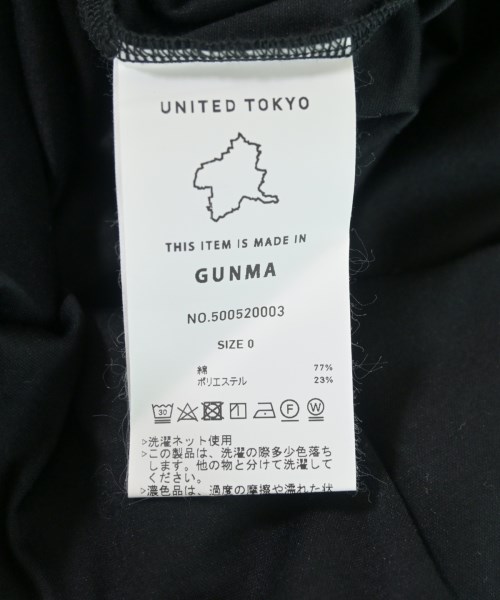 UNITED TOKYO
THIS ITEM IS MADE IN
GUNMA
NO.500520003
SIZE 0
綿 77%
ポリエステル 23%
30 F W
>洗濯ネット使用
>この製品は、洗濯の際多少色落ち
します。他の物と分けて洗濯して
ください。
>濃色品は、過度の摩擦や濡れた状